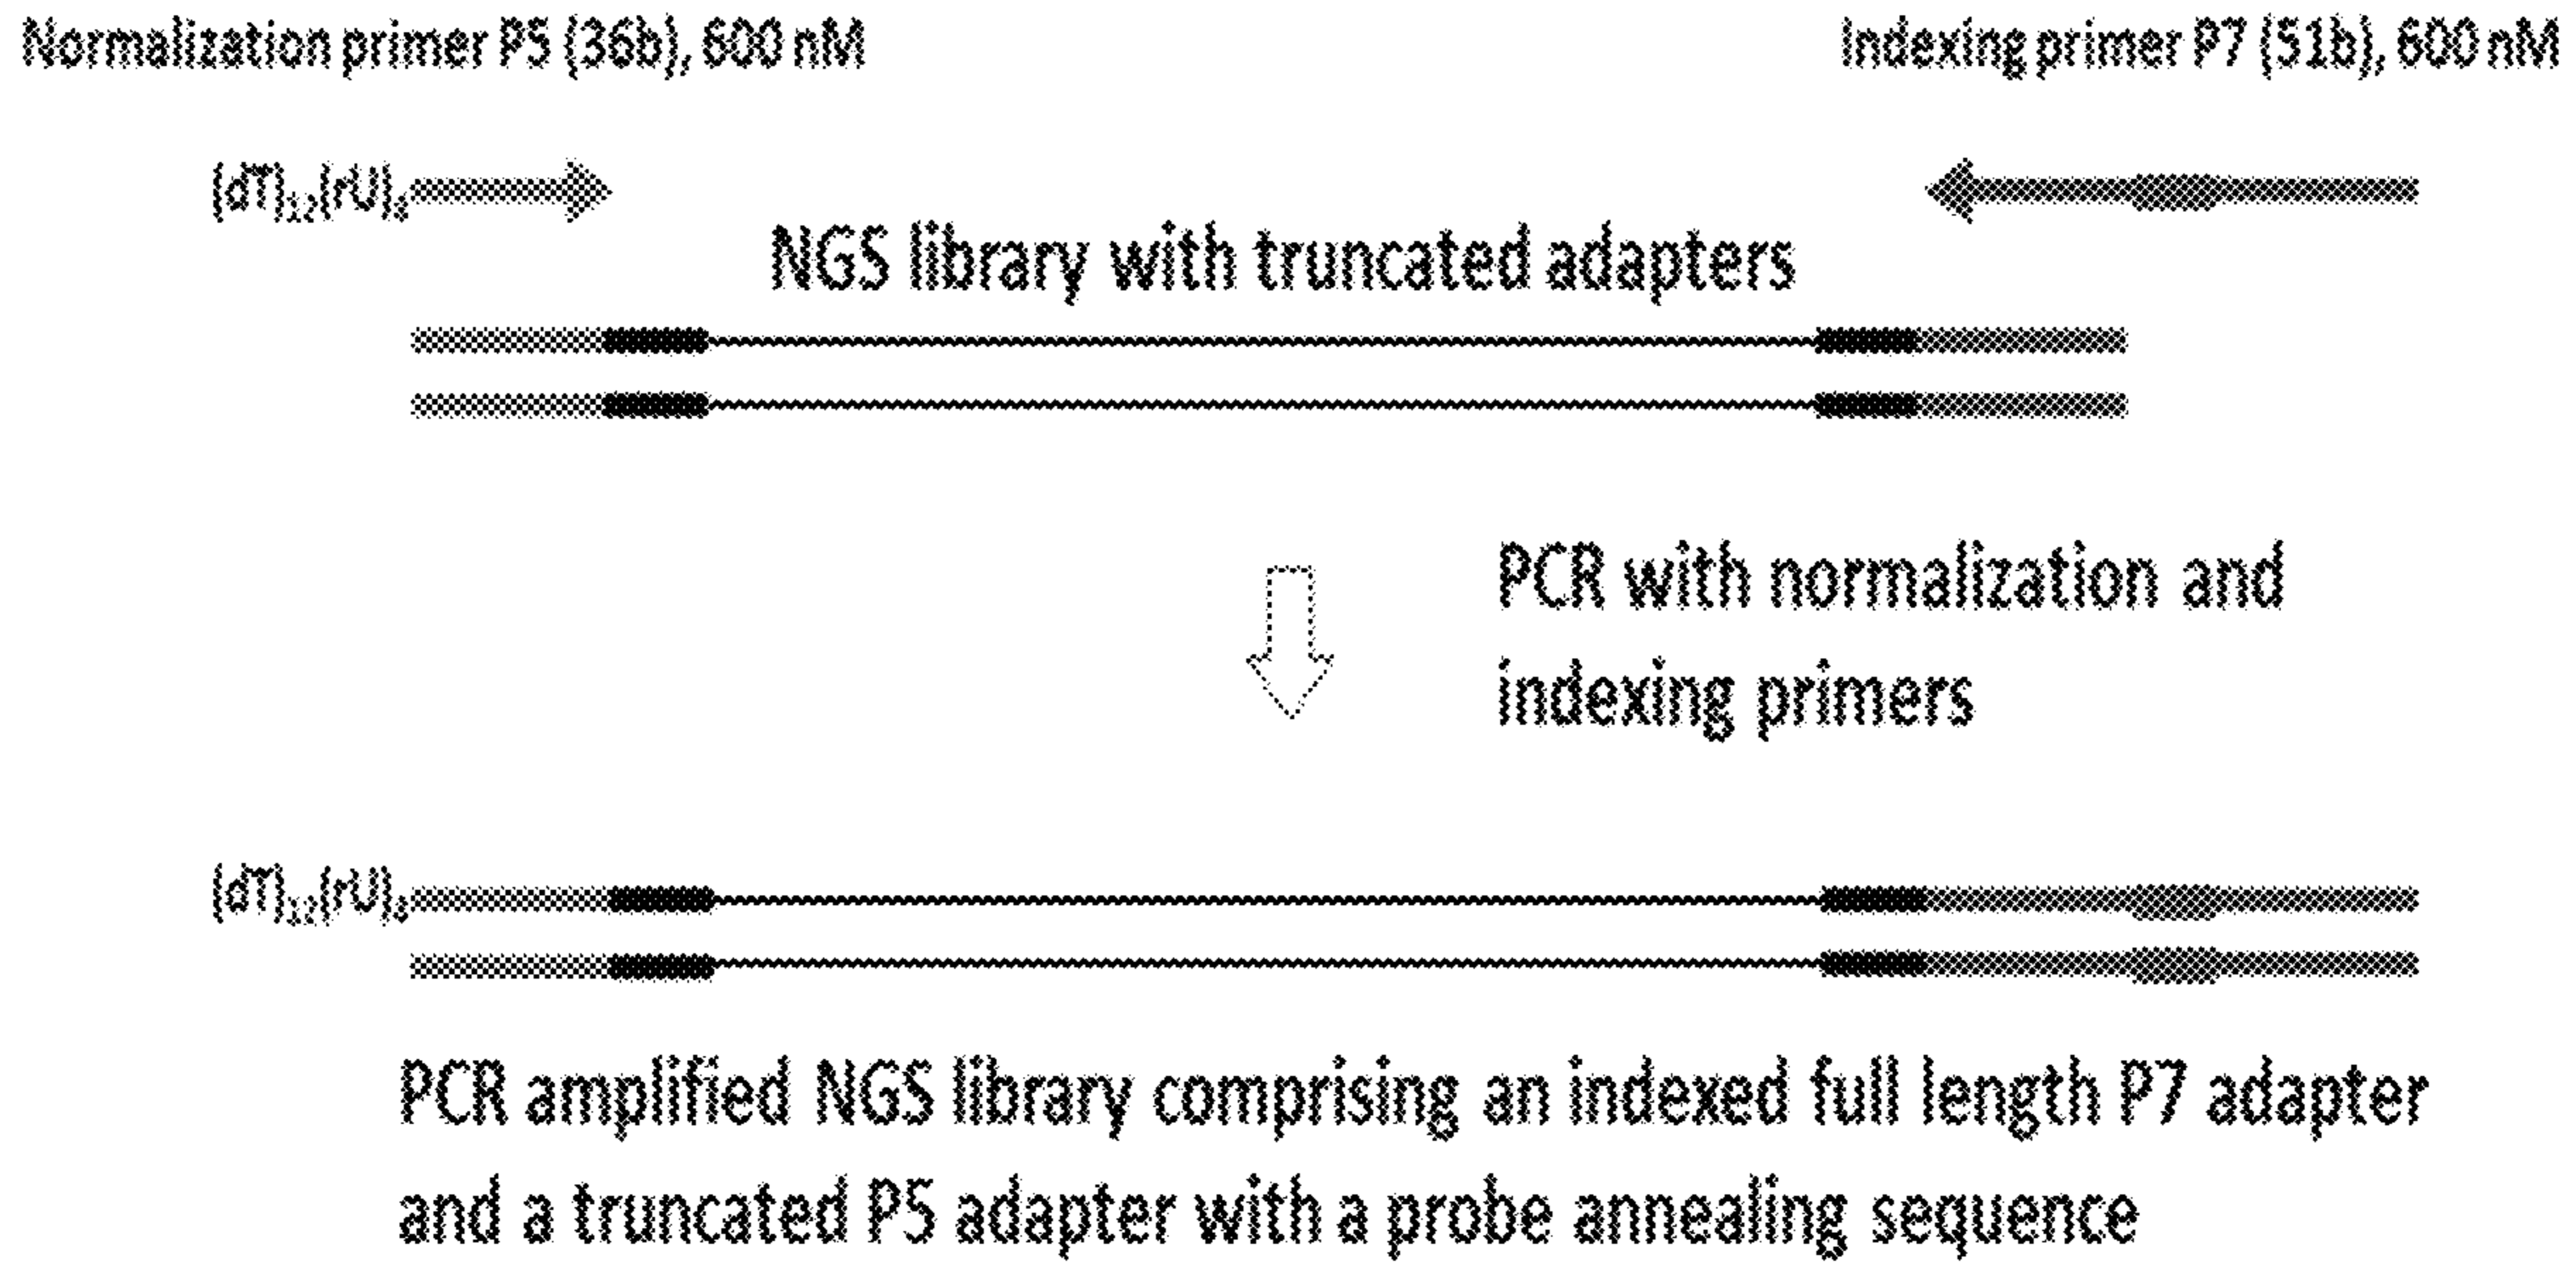 Normalization primer P5 (36b), 600 nM
Indexing primer P7 (51b), 600 nM
(dT)₁₂(rU)₈
NGS library with truncated adapters
PCR with normalization and
indexing primers
(dT)₁₂(rU)₈
PCR amplified NGS library comprising an indexed full length P7 adapter
and a truncated P5 adapter with a probe annealing sequence